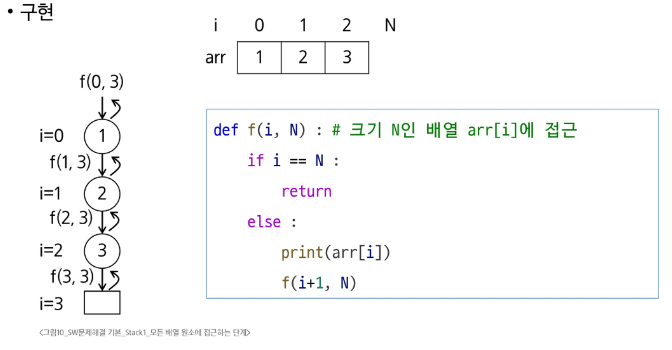 • 구현
i 0 1 2 N
arr 1 2 3
f(0, 3)
i=0 1
f(1, 3)
i=1 2
f(2, 3)
i=2 3
f(3, 3)
i=3
def f(i, N) : # 크기 N인 배열 arr[i]에 접근
if i == N :
return
else :
print(arr[i])
f(i+1, N)
<그림10_SW문제해결 기본_Stack1_모든 배열 원소에 접근하는 단계>